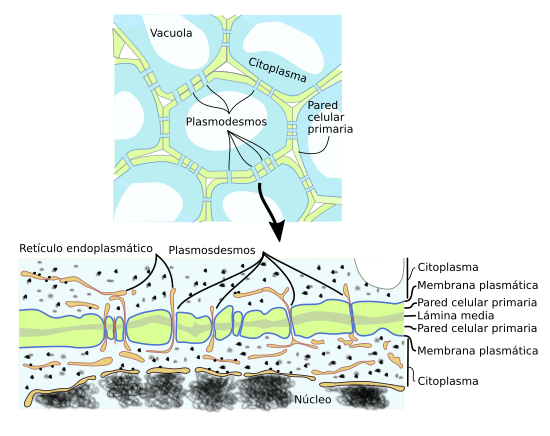 Vacuola
Citoplasma
Pared
celular
primaria
Plasmodesmos
Retículo endoplasmático
Plasmosdesmos
Citoplasma
Membrana plasmática
Pared celular primaria
Lámina media
Pared celular primaria
Membrana plasmática
Citoplasma
Núcleo